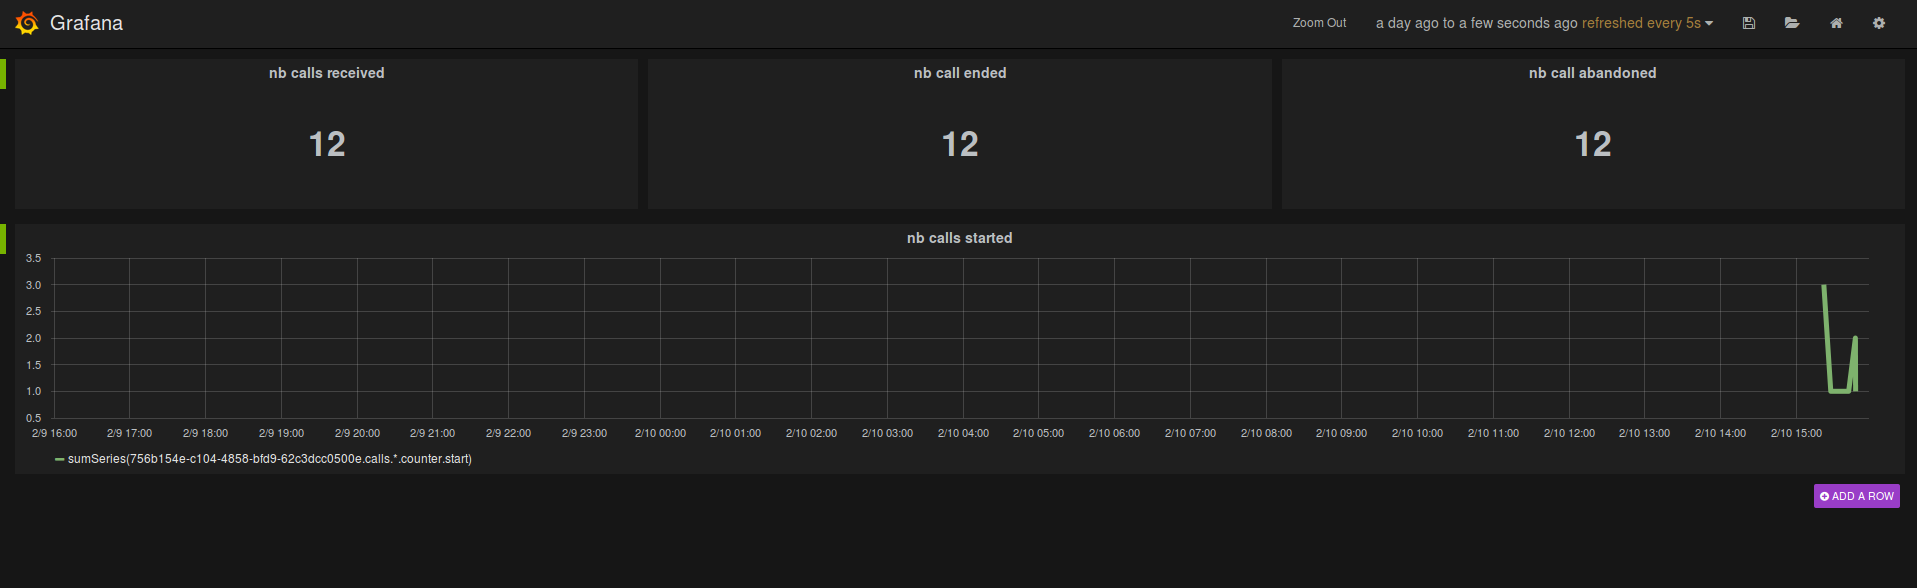 Grafana
Zoom Out a day ago to a few seconds ago refreshed every 5s
nb calls received
12
nb call ended
12
nb call abandoned
12
nb calls started
3.5
3.0
2.5
2.0
1.5
1.0
0.5
2/9 16:00 2/9 17:00 2/9 18:00 2/9 19:00 2/9 20:00 2/9 21:00 2/9 22:00 2/9 23:00 2/10 00:00 2/10 01:00 2/10 02:00 2/10 03:00 2/10 04:00 2/10 05:00 2/10 06:00 2/10 07:00 2/10 08:00 2/10 09:00 2/10 10:00 2/10 11:00 2/10 12:00 2/10 13:00 2/10 14:00 2/10 15:00
sumSeries(756b154e-c104-4858-bfd9-62c3dcc0500e.calls.*.counter.start)
ADD A ROW